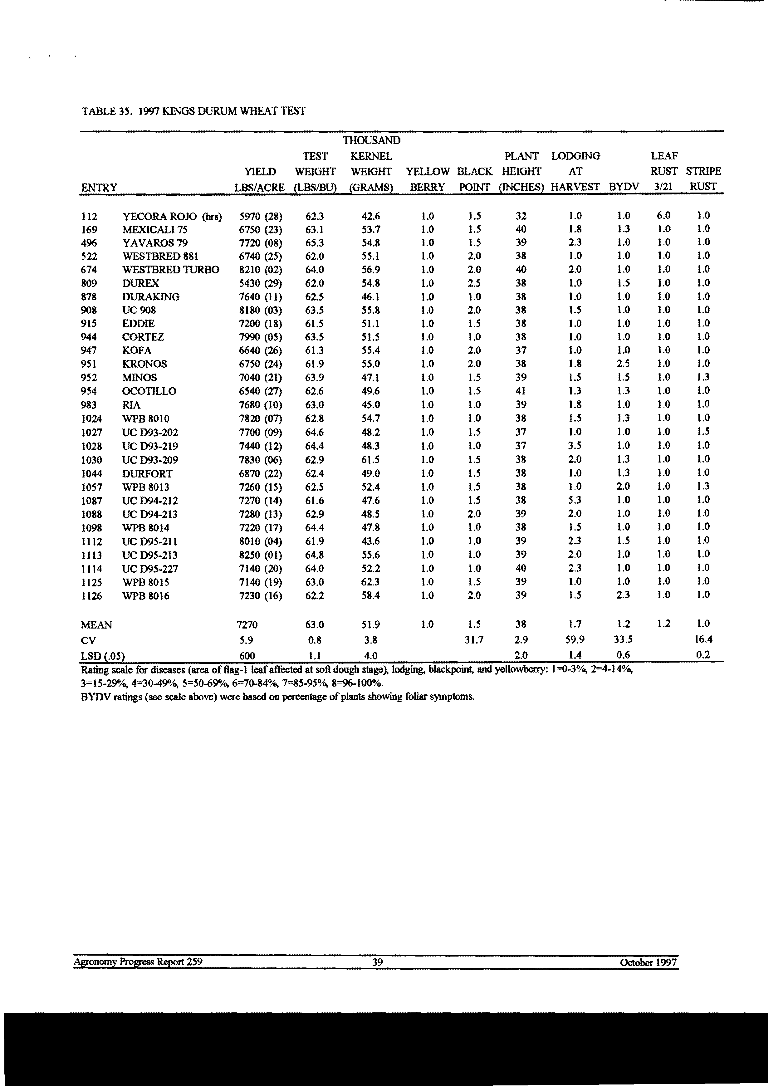 TABLE 35. 1997 KINGS DURUM WHEAT TEST
THOUSAND
TEST KERNEL PLANT LODGING LEAF
YIELD WEIGHT WEIGHT YELLOW BLACK HEIGHT AT RUST STRIPE
ENTRY LBS/ACRE (LBS/BU) (GRAMS) BERRY POINT (INCHES) HARVEST BYDV 3/21 RUST
112 YECORA ROJO (hrs) 5970 (28) 62.3 42.6 1.0 1.5 32 1.0 1.0 6.0 1.0
169 MEXICALI 75 6750 (23) 63.1 53.7 1.0 1.5 40 1.8 1.3 1.0 1.0
496 YAVAROS 79 7720 (08) 65.3 54.8 1.0 1.5 39 2.3 1.0 1.0 1.0
522 WESTBRED 881 6740 (25) 62.0 55.1 1.0 2.0 38 1.0 1.0 1.0 1.0
674 WESTBRED TURBO 8210 (02) 64.0 56.9 1.0 2.0 40 2.0 1.0 1.0 1.0
809 DUREX 5430 (29) 62.0 54.8 1.0 2.5 38 1.0 1.5 1.0 1.0
878 DURAKING 7640 (11) 62.5 46.1 1.0 1.0 38 1.0 1.0 1.0 1.0
908 UC 908 8180 (03) 63.5 55.8 1.0 2.0 38 1.5 1.0 1.0 1.0
915 EDDIE 7200 (18) 61.5 51.1 1.0 1.5 38 1.0 1.0 1.0 1.0
944 CORTEZ 7990 (05) 63.5 51.5 1.0 1.0 38 1.0 1.0 1.0 1.0
947 KOFA 6640 (26) 61.3 55.4 1.0 2.0 37 1.0 1.0 1.0 1.0
951 KRONOS 6750 (24) 61.9 55.0 1.0 2.0 38 1.8 2.5 1.0 1.0
952 MINOS 7040 (21) 63.9 47.1 1.0 1.5 39 1.5 1.5 1.0 1.3
954 OCOTILLO 6540 (27) 62.6 49.6 1.0 1.5 41 1.3 1.3 1.0 1.0
983 RIA 7680 (10) 63.0 45.0 1.0 1.0 39 1.8 1.0 1.0 1.0
1024 WPB 8010 7820 (07) 62.8 54.7 1.0 1.0 38 1.5 1.3 1.0 1.0
1027 UC D93-202 7700 (09) 64.6 48.2 1.0 1.5 37 1.0 1.0 1.0 1.5
1028 UC D93-219 7440 (12) 64.4 48.3 1.0 1.0 37 3.5 1.0 1.0 1.0
1030 UC D93-209 7830 (06) 62.9 61.5 1.0 1.5 38 2.0 1.3 1.0 1.0
1044 DURFORT 6870 (22) 62.4 49.0 1.0 1.5 38 1.0 1.3 1.0 1.0
1057 WPB 8013 7260 (15) 62.5 52.4 1.0 1.5 38 1.0 2.0 1.0 1.3
1087 UC D94-212 7270 (14) 61.6 47.6 1.0 1.5 38 5.3 1.0 1.0 1.0
1088 UC D94-213 7280 (13) 62.9 48.5 1.0 2.0 39 2.0 1.0 1.0 1.0
1098 WPB 8014 7220 (17) 64.4 47.8 1.0 1.0 38 1.5 1.0 1.0 1.0
1112 UC D95-211 8010 (04) 61.9 43.6 1.0 1.0 39 2.3 1.5 1.0 1.0
1113 UC D95-213 8250 (01) 64.8 55.6 1.0 1.0 39 2.0 1.0 1.0 1.0
1114 UC D95-227 7140 (20) 64.0 52.2 1.0 1.0 40 2.3 1.0 1.0 1.0
1125 WPB 8015 7140 (19) 63.0 62.3 1.0 1.5 39 1.0 1.0 1.0 1.0
1126 WPB 8016 7230 (16) 62.2 58.4 1.0 2.0 39 1.5 2.3 1.0 1.0
MEAN 7270 63.0 51.9 1.0 1.5 38 1.7 1.2 1.2 1.0
CV 5.9 0.8 3.8 31.7 2.9 59.9 33.5 16.4
LSD (.05) 600 1.1 4.0 2.0 1.4 0.6 0.2
Rating scale for diseases (area of flag-1 leaf affected at soft dough stage), lodging, blackpoint, and yellowberry: 1=0-3%, 2=4-14%,
3=15-29%, 4=30-49%, 5=50-69%, 6=70-84%, 7=85-95%, 8=96-100%.
BYDV ratings (see scale above) were based on percentage of plants showing foliar symptoms.
Agronomy Progress Report 259 39 October 1997